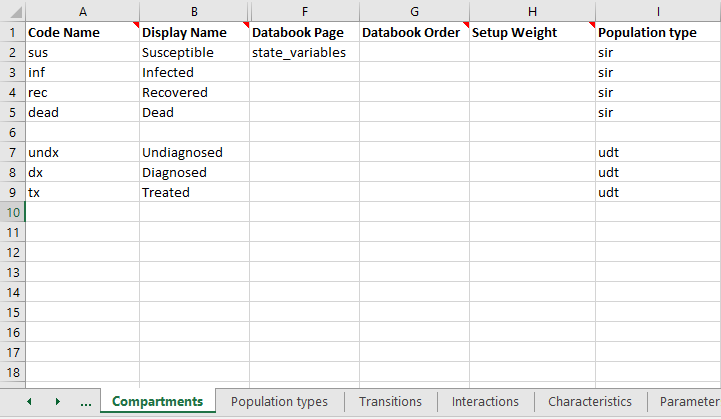 A B F G H I
1 Code Name Display Name Databook Page Databook Order Setup Weight Population type
2 sus Susceptible state_variables sir
3 inf Infected sir
4 rec Recovered sir
5 dead Dead sir
6
7 undx Undiagnosed udt
8 dx Diagnosed udt
9 tx Treated udt
10
11
12
13
14
15
16
17
18
... Compartments Population types Transitions Interactions Characteristics Parameter